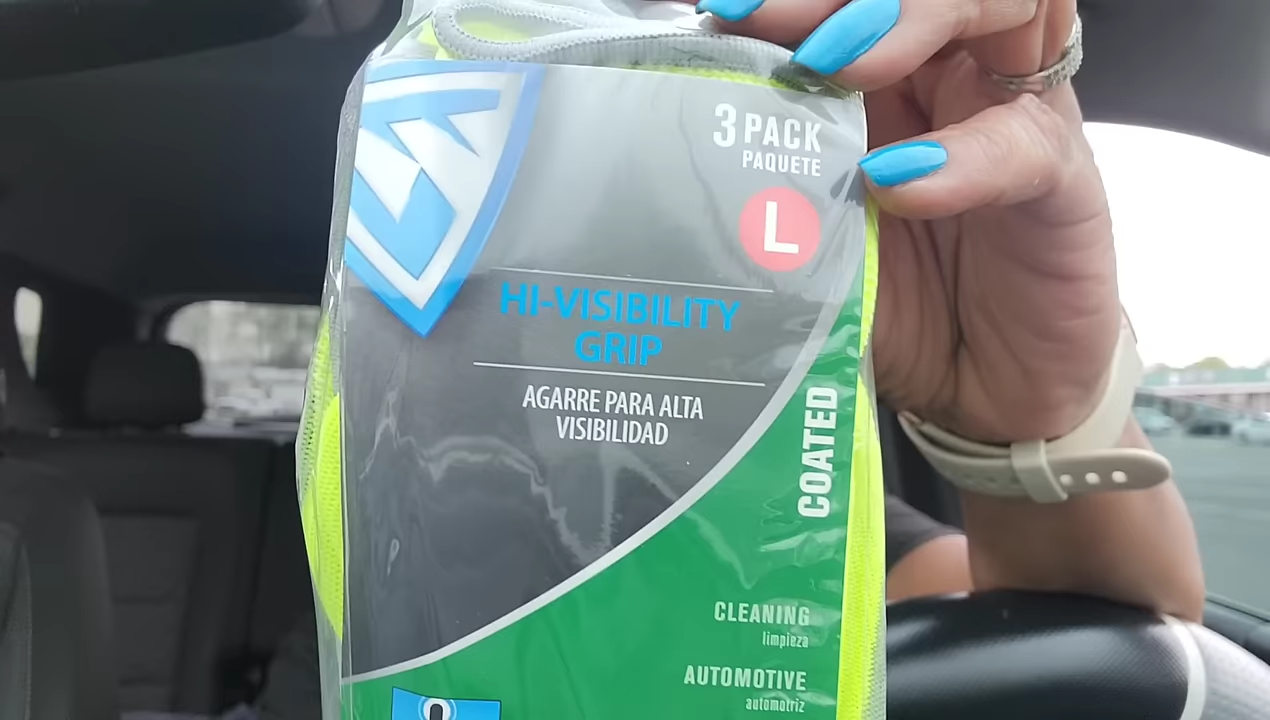 3 PACK
PAQUETE
L
HI-VISIBILITY
GRIP
AGARRE PARA ALTA
VISIBILIDAD
COATED
CLEANING
limpieza
AUTOMOTIVE
automotriz